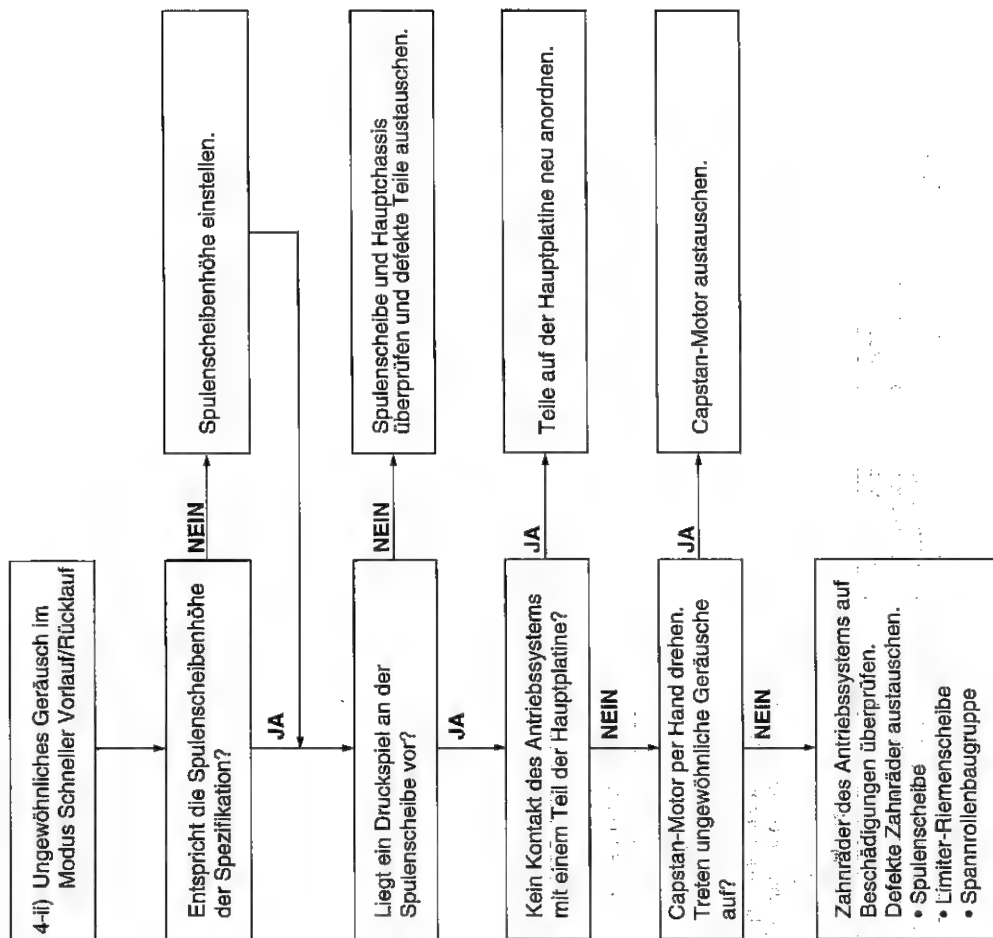 4-ii) Ungewöhnliches Geräusch im
Modus Schneller Vorlauf/Rücklauf
Entspricht die Spulenscheibenhöhe
der Spezifikation?
NEIN
Spulenscheibenhöhe einstellen.
JA
Liegt ein Druckspiel an der
Spulenscheibe vor?
NEIN
Spulenscheibe und Hauptchassis
überprüfen und defekte Teile austauschen.
JA
Kein Kontakt des Antriebssystems
mit einem Teil der Hauptplatine?
JA
Teile auf der Hauptplatine neu anordnen.
NEIN
Capstan-Motor per Hand drehen.
Treten ungewöhnliche Geräusche
auf?
JA
Capstan-Motor austauschen.
NEIN
Zahnräder des Antriebssystems auf
Beschädigungen überprüfen.
Defekte Zahnräder austauschen.
• Spulenscheibe
• Limiter-Riemenscheibe
• Spannrollenbaugruppe